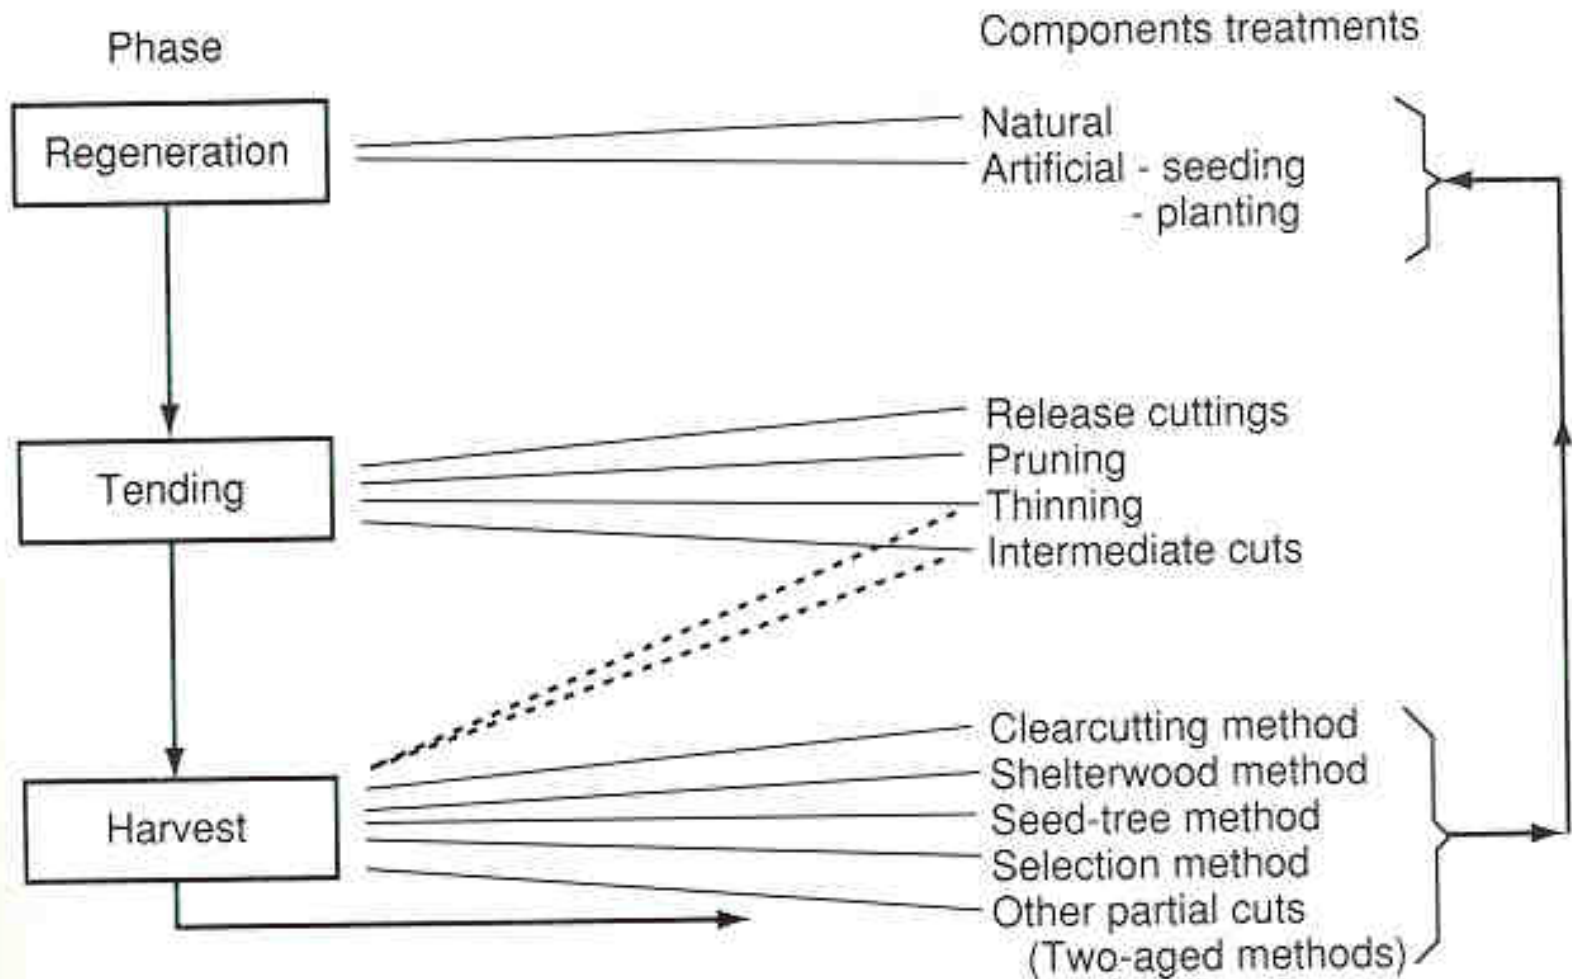 Phase
Components treatments
Regeneration
Natural
Artificial - seeding
- planting
Tending
Release cuttings
Pruning
Thinning
Intermediate cuts
Harvest
Clearcutting method
Shelterwood method
Seed-tree method
Selection method
Other partial cuts
(Two-aged methods)